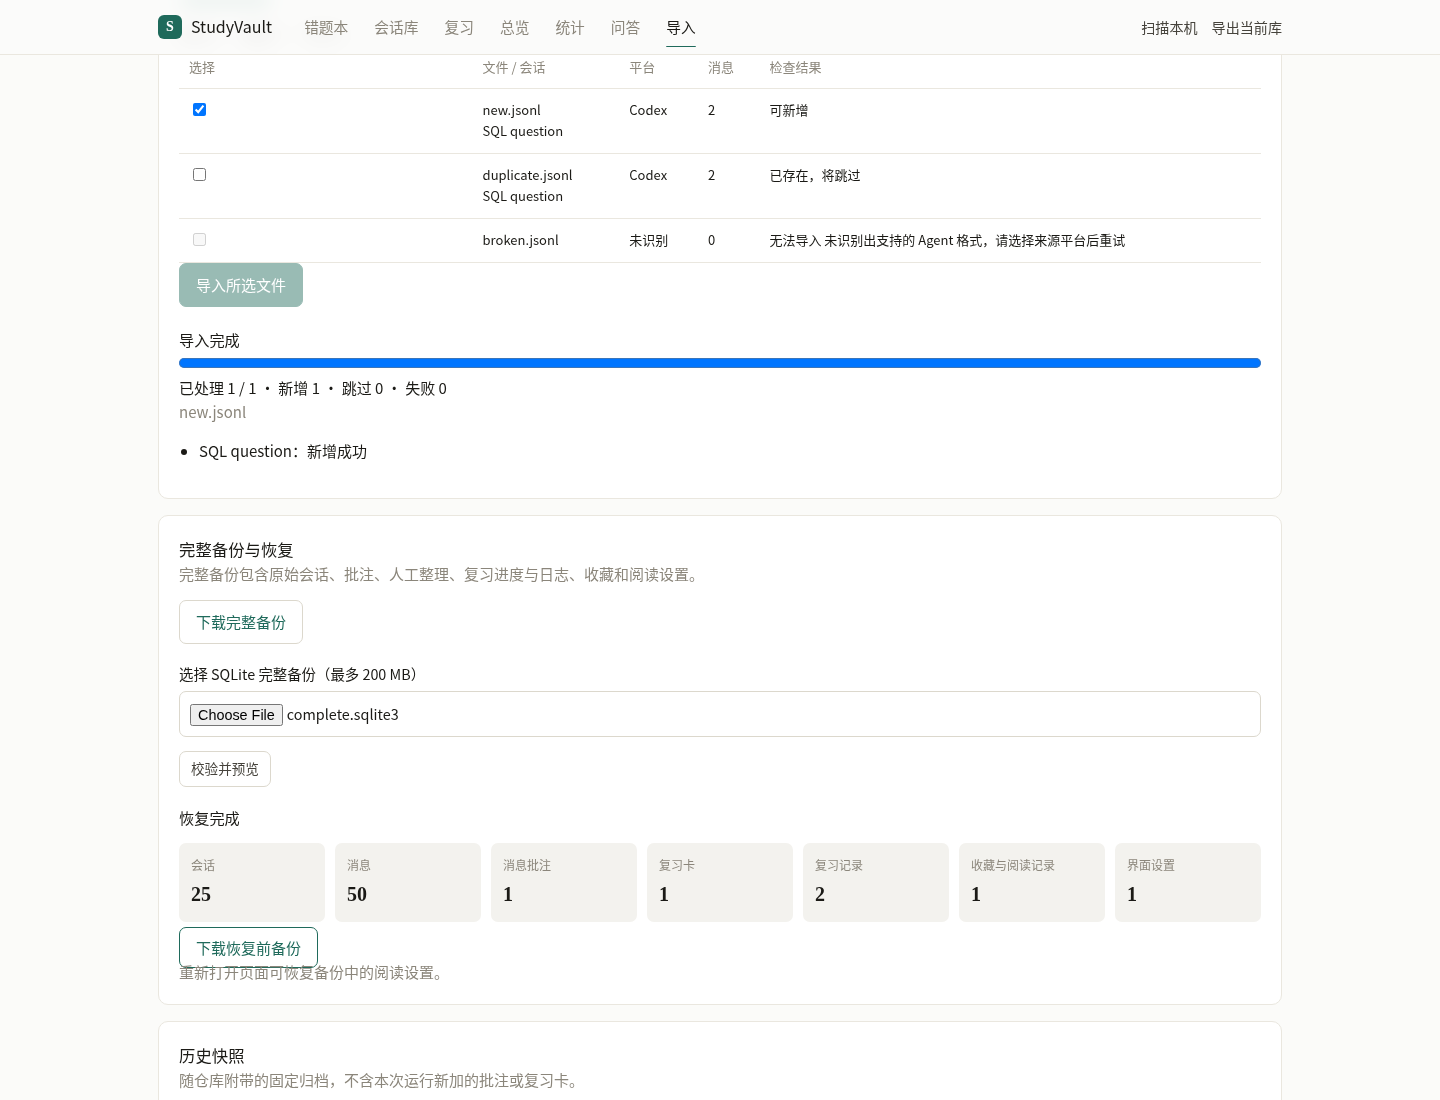 S StudyVault 错题本 会话库 复习 总览 统计 问答 导入 扫描本机 导出当前库
选择 文件 / 会话 平台 消息 检查结果
new.jsonl Codex 2 可新增
SQL question
duplicate.jsonl Codex 2 已存在，将跳过
SQL question
broken.jsonl 未识别 0 无法导入 未识别出支持的 Agent 格式，请选择来源平台后重试
导入所选文件
导入完成
已处理 1 / 1 · 新增 1 · 跳过 0 · 失败 0
new.jsonl
SQL question：新增成功
完整备份与恢复
完整备份包含原始会话、批注、人工整理、复习进度与日志、收藏和阅读设置。
下载完整备份
选择 SQLite 完整备份（最多 200 MB）
Choose File complete.sqlite3
校验并预览
恢复完成
会话 消息 消息批注 复习卡 复习记录 收藏与阅读记录 界面设置
25 50 1 1 2 1 1
下载恢复前备份
重新打开页面可恢复备份中的阅读设置。
历史快照
随仓库附带的固定归档，不含本次运行新加的批注或复习卡。